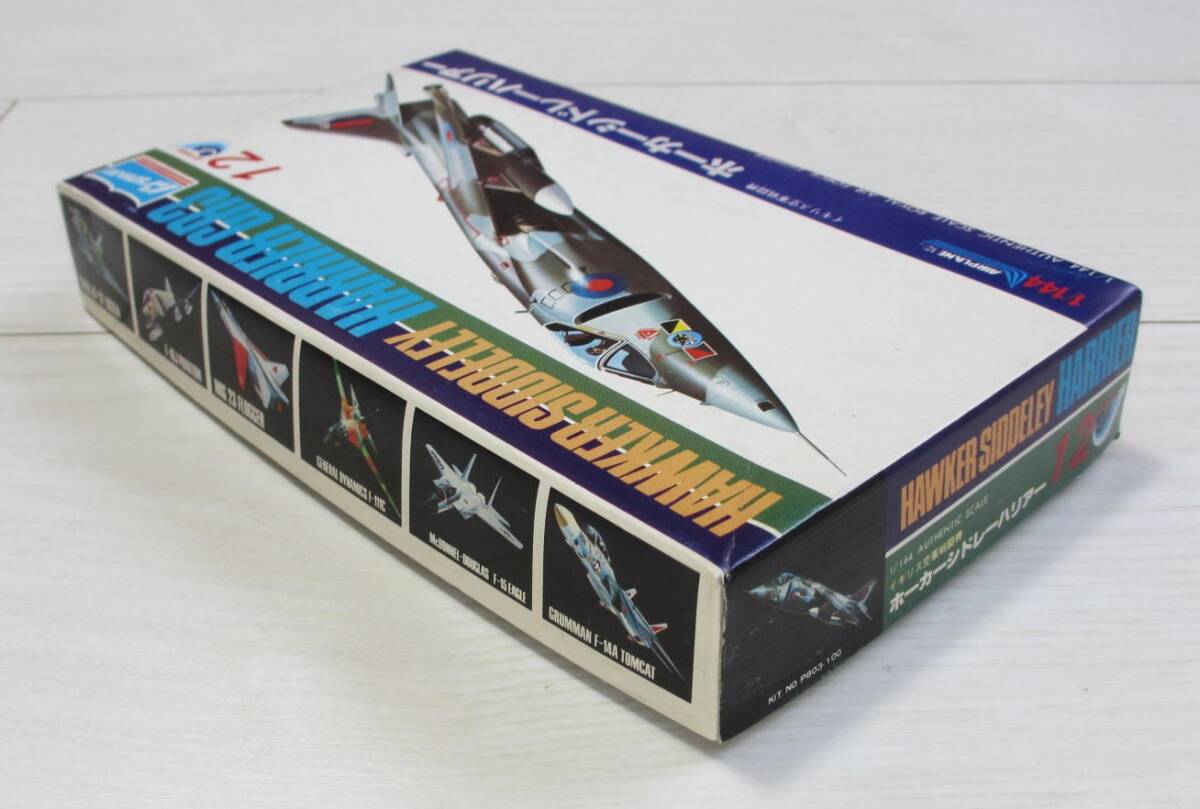 ホーカーシドレーハリアー
イギリス空軍戦闘機
1/144 AUTHENTIC SCALE
1/144
AIRPLANE
12
Crown
HAWKER SIDDELEY
HARRIER GR3
GENERAL DYNAMICS F-111C
MIG 23 FLOGGER
McDONNEL-DOUGLAS F-15 EAGLE
GRUMMAN F-14A TOMCAT
HAWKER SIDDELEY HARRIER
12
1/144 AUTHENTIC SCALE
イギリス空軍戦闘機
ホーカーシドレーハリアー
KIT NO P803-100